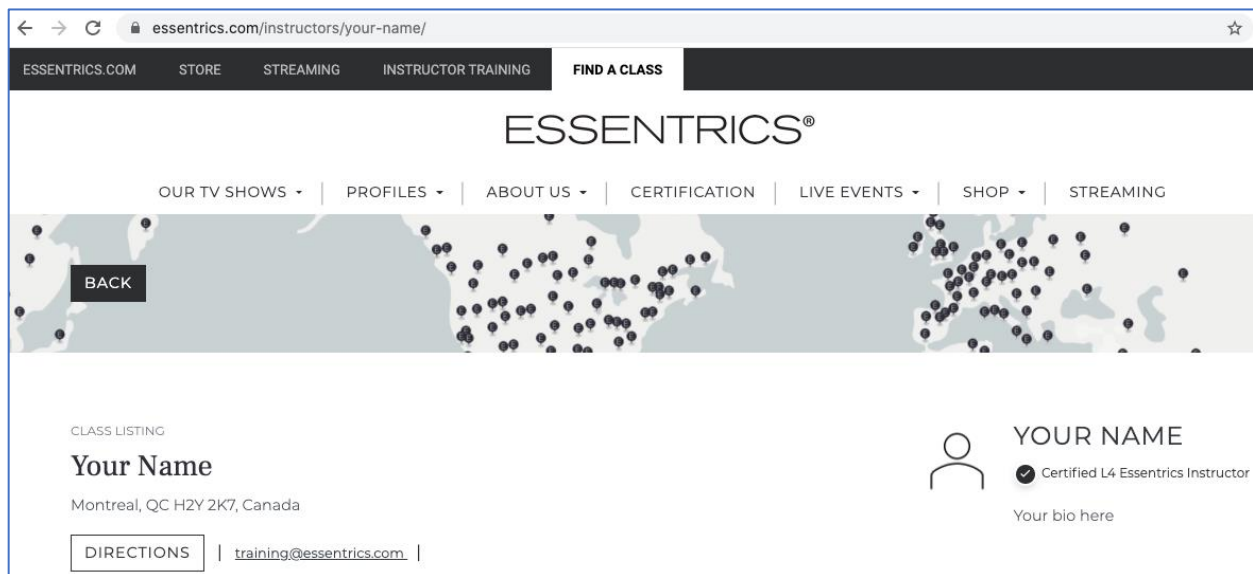 essentrics.com/instructors/your-name/
ESSENTRICS.COM STORE STREAMING INSTRUCTOR TRAINING FIND A CLASS
ESSENTRICS®
OUR TV SHOWS PROFILES ABOUT US CERTIFICATION LIVE EVENTS SHOP STREAMING
BACK
CLASS LISTING
Your Name
Montreal, QC H2Y 2K7, Canada
DIRECTIONS | training@essentrics.com |
YOUR NAME
Certified L4 Essentrics Instructor
Your bio here